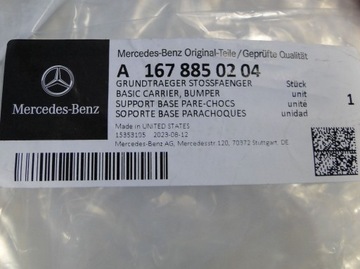 Mercedes-Benz Original-Teile / Geprüfte Qualität
A 167 885 02 04
GRUNDTRAEGER STOSSFAENGER Stück
BASIC CARRIER, BUMPER unit
SUPPORT BASE PARE-CHOCS unité
SOPORTE BASE PARACHOQUES unidad
1
Made in UNITED STATES
13353105 2023-08-12
Mercedes-Benz AG, Mercedesstr.120, 70372 Stuttgart, DE
Mercedes-Benz